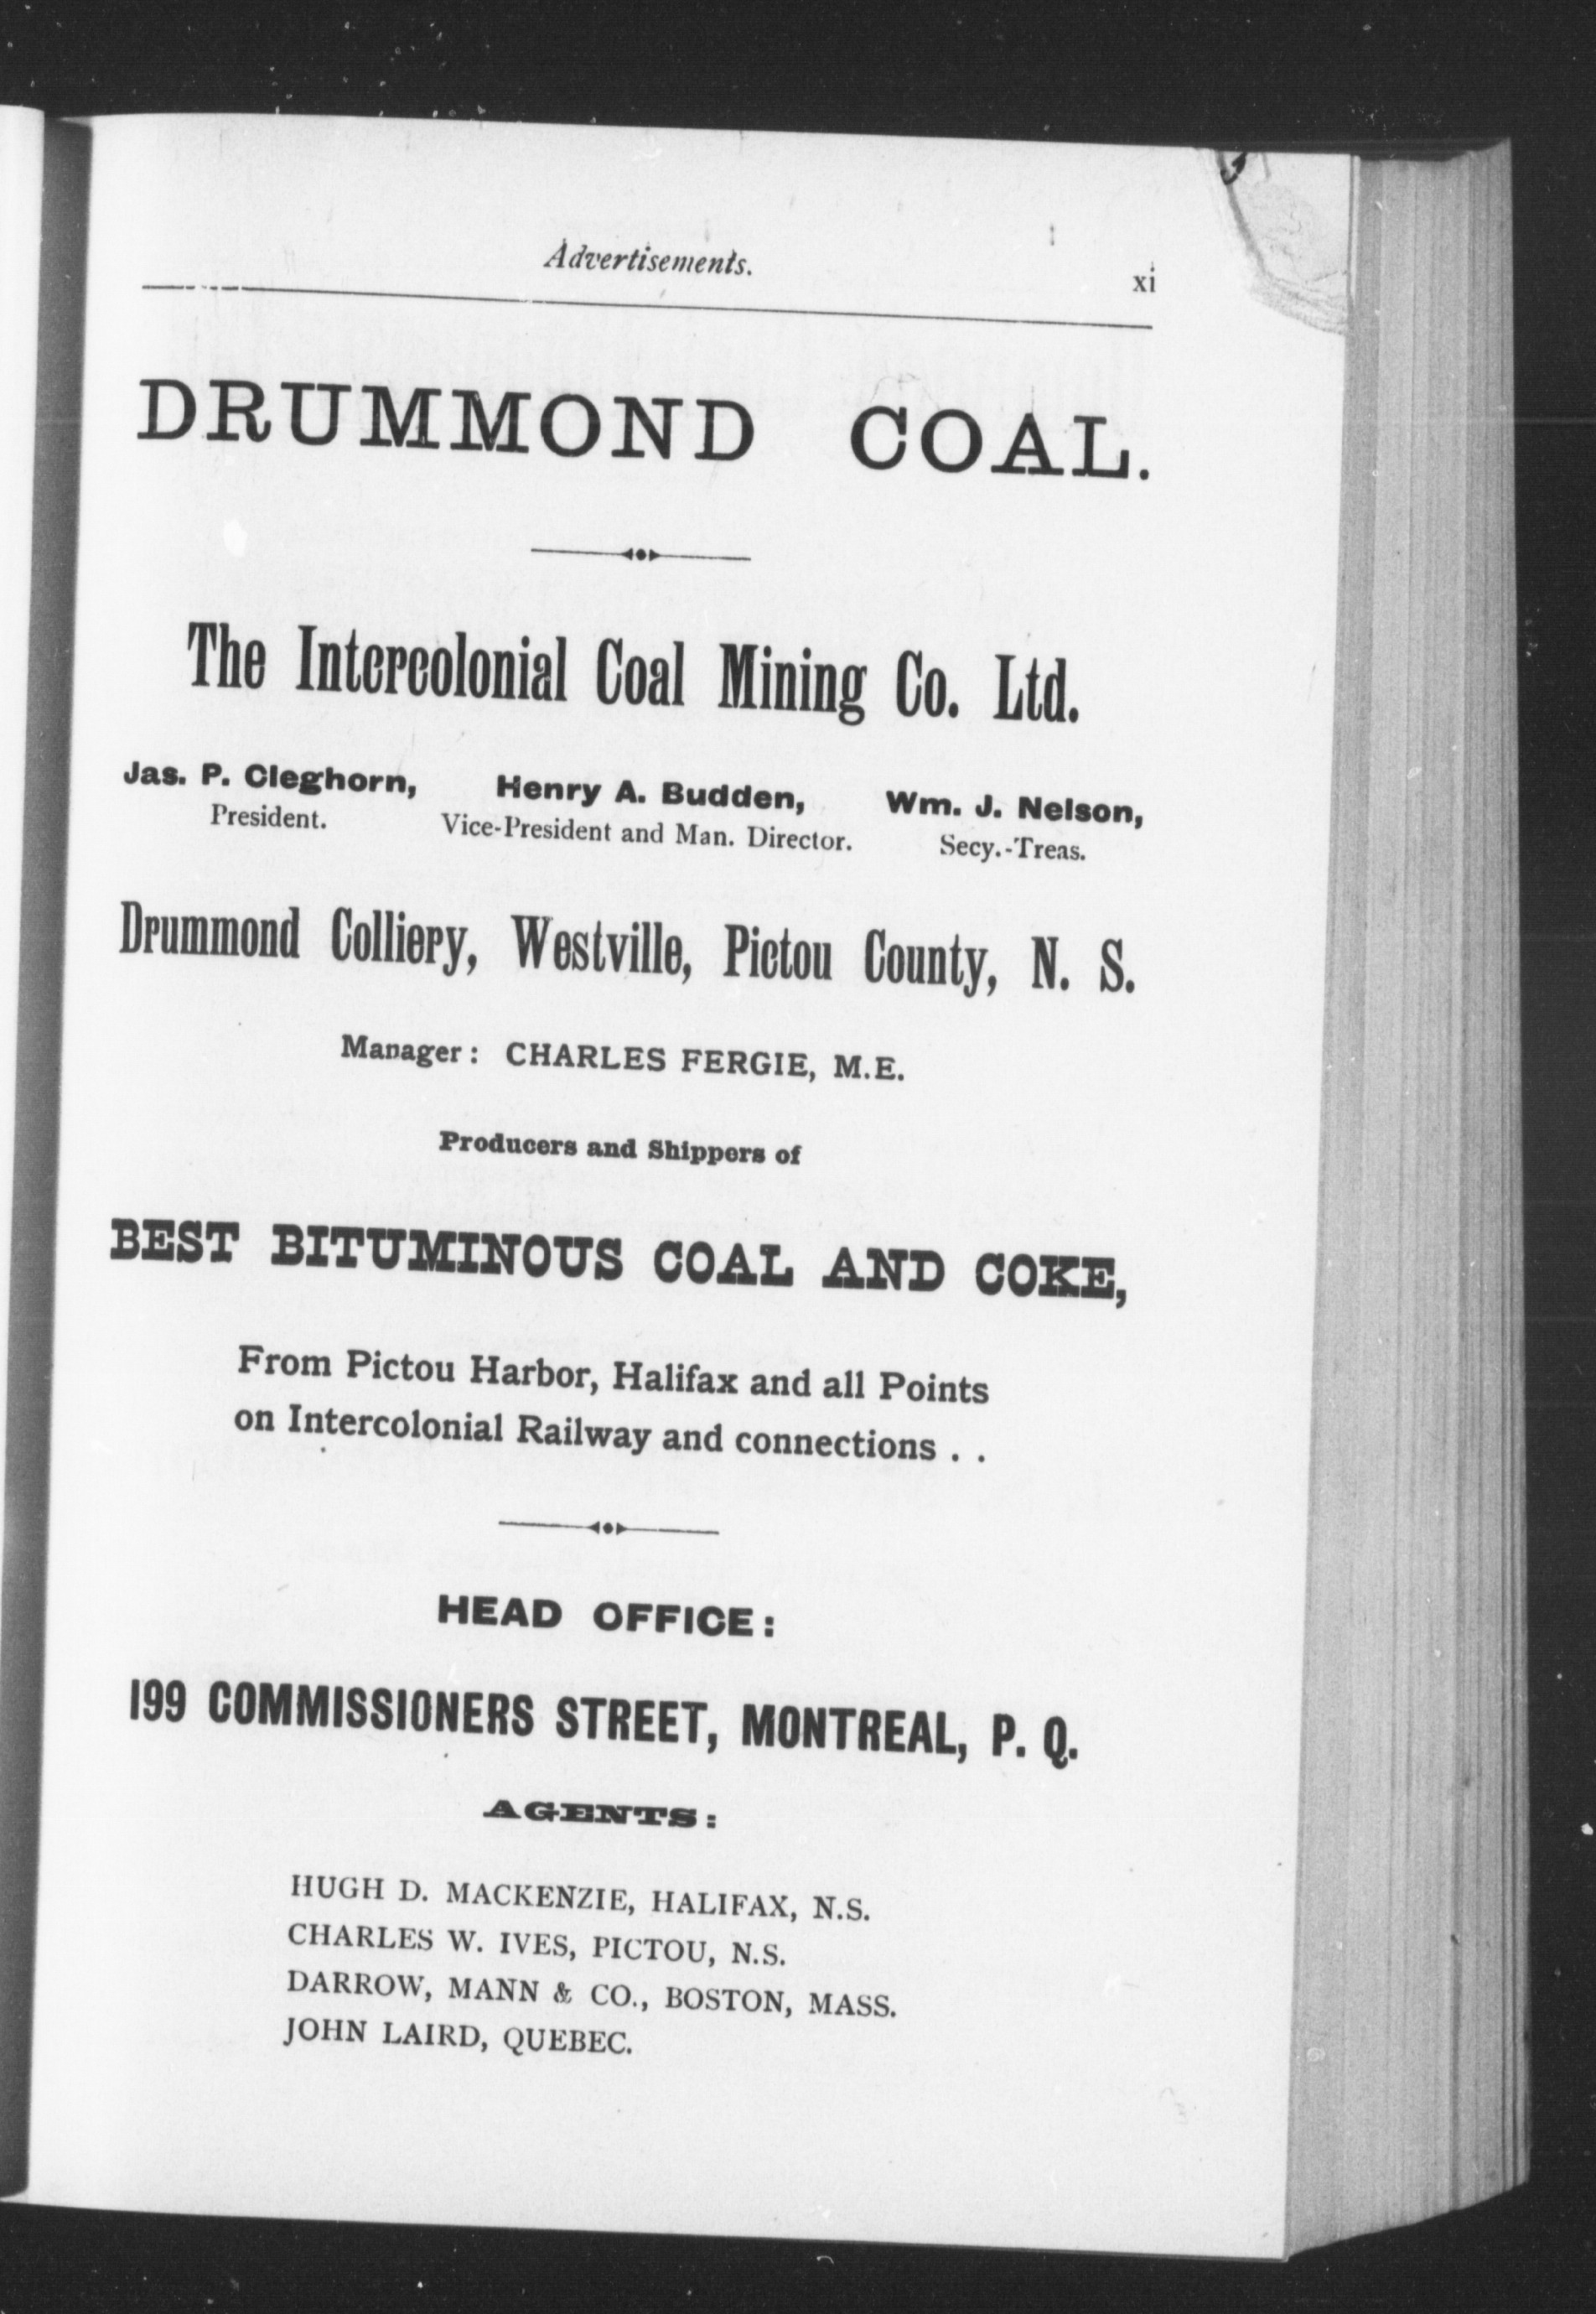 Advertisements.
xi
DRUMMOND COAL.
The Intercolonial Coal Mining Co. Ltd.
Jas. P. Cleghorn, Henry A. Budden, Wm. J. Nelson,
President. Vice-President and Man. Director. Secy.-Treas.
Drummond Colliery, Westville, Pictou County, N. S.
Manager: CHARLES FERGIE, M.E.
Producers and Shippers of
BEST BITUMINOUS COAL AND COKE,
From Pictou Harbor, Halifax and all Points
on Intercolonial Railway and connections . .
HEAD OFFICE:
199 COMMISSIONERS STREET, MONTREAL, P. Q.
AGENTS:
HUGH D. MACKENZIE, HALIFAX, N.S.
CHARLES W. IVES, PICTOU, N.S.
DARROW, MANN & CO., BOSTON, MASS.
JOHN LAIRD, QUEBEC.